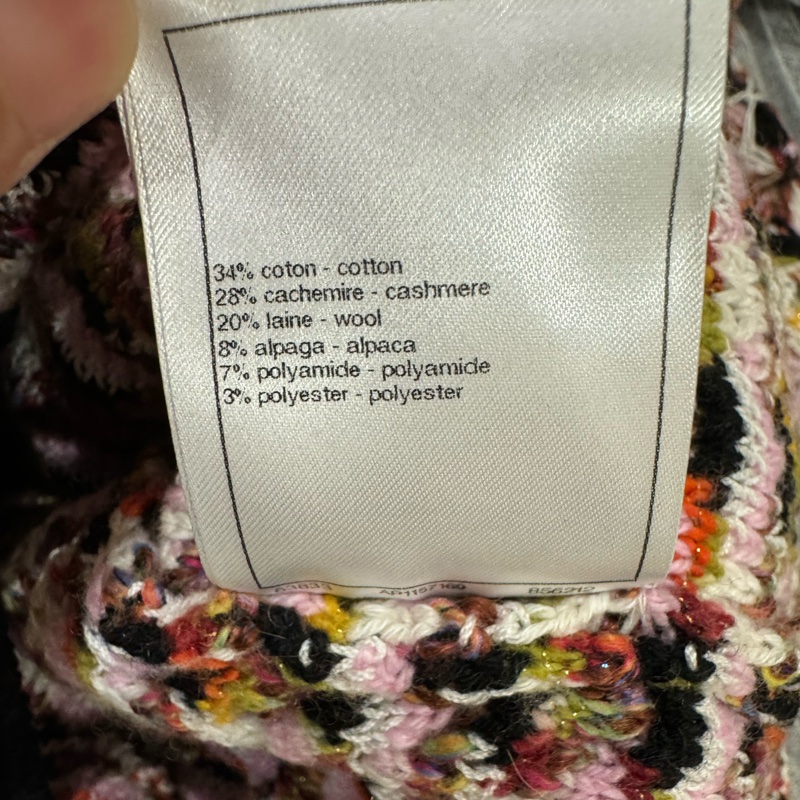 34% coton - cotton
28% cachemire - cashmere
20% laine - wool
8% alpaga - alpaca
7% polyamide - polyamide
3% polyester - polyester